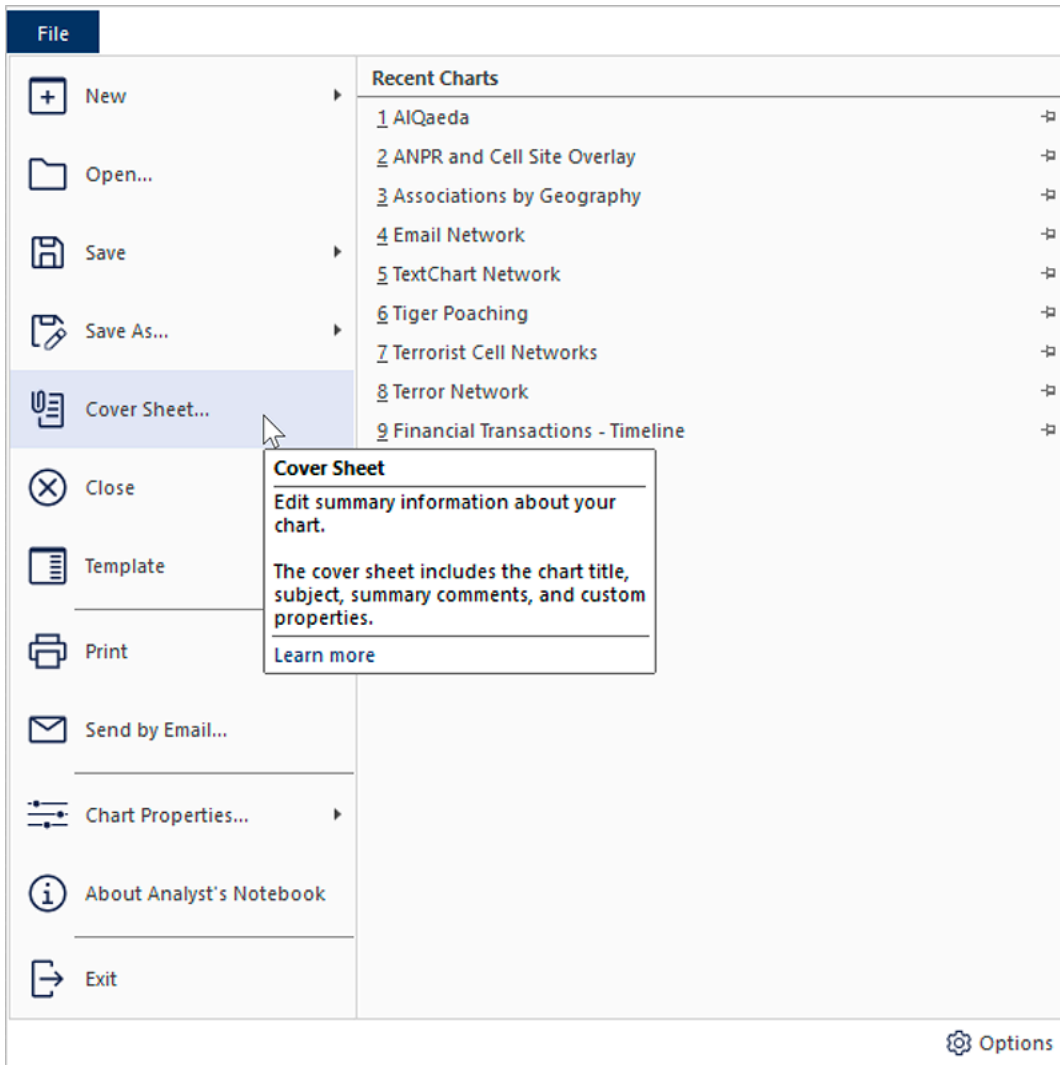 File
New
Open...
Save
Save As...
Cover Sheet...
Close
Template
Print
Send by Email...
Chart Properties...
About Analyst's Notebook
Exit
Recent Charts
1 AlQaeda
2 ANPR and Cell Site Overlay
3 Associations by Geography
4 Email Network
5 TextChart Network
6 Tiger Poaching
7 Terrorist Cell Networks
8 Terror Network
9 Financial Transactions - Timeline
Cover Sheet
Edit summary information about your
chart.
The cover sheet includes the chart title,
subject, summary comments, and custom
properties.
Learn more
Options